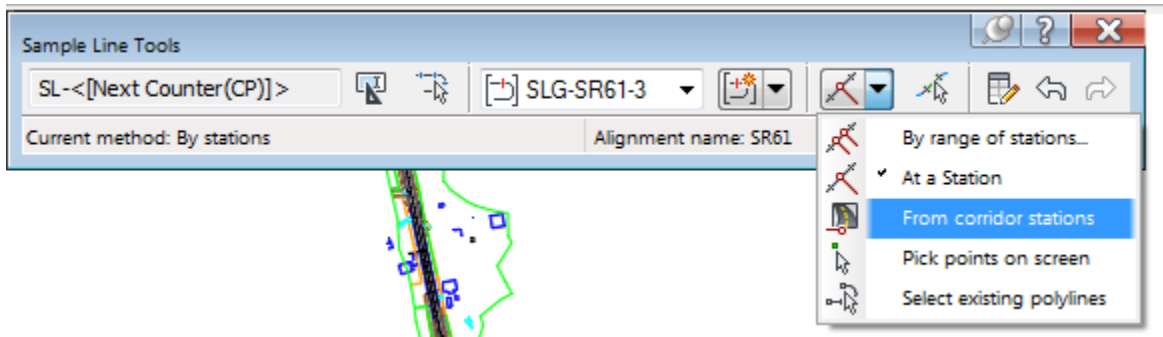 Sample Line Tools
SL-<[Next Counter(CP)]>
SLG-SR61-3
Current method: By stations
Alignment name: SR61
By range of stations...
At a Station
From corridor stations
Pick points on screen
Select existing polylines